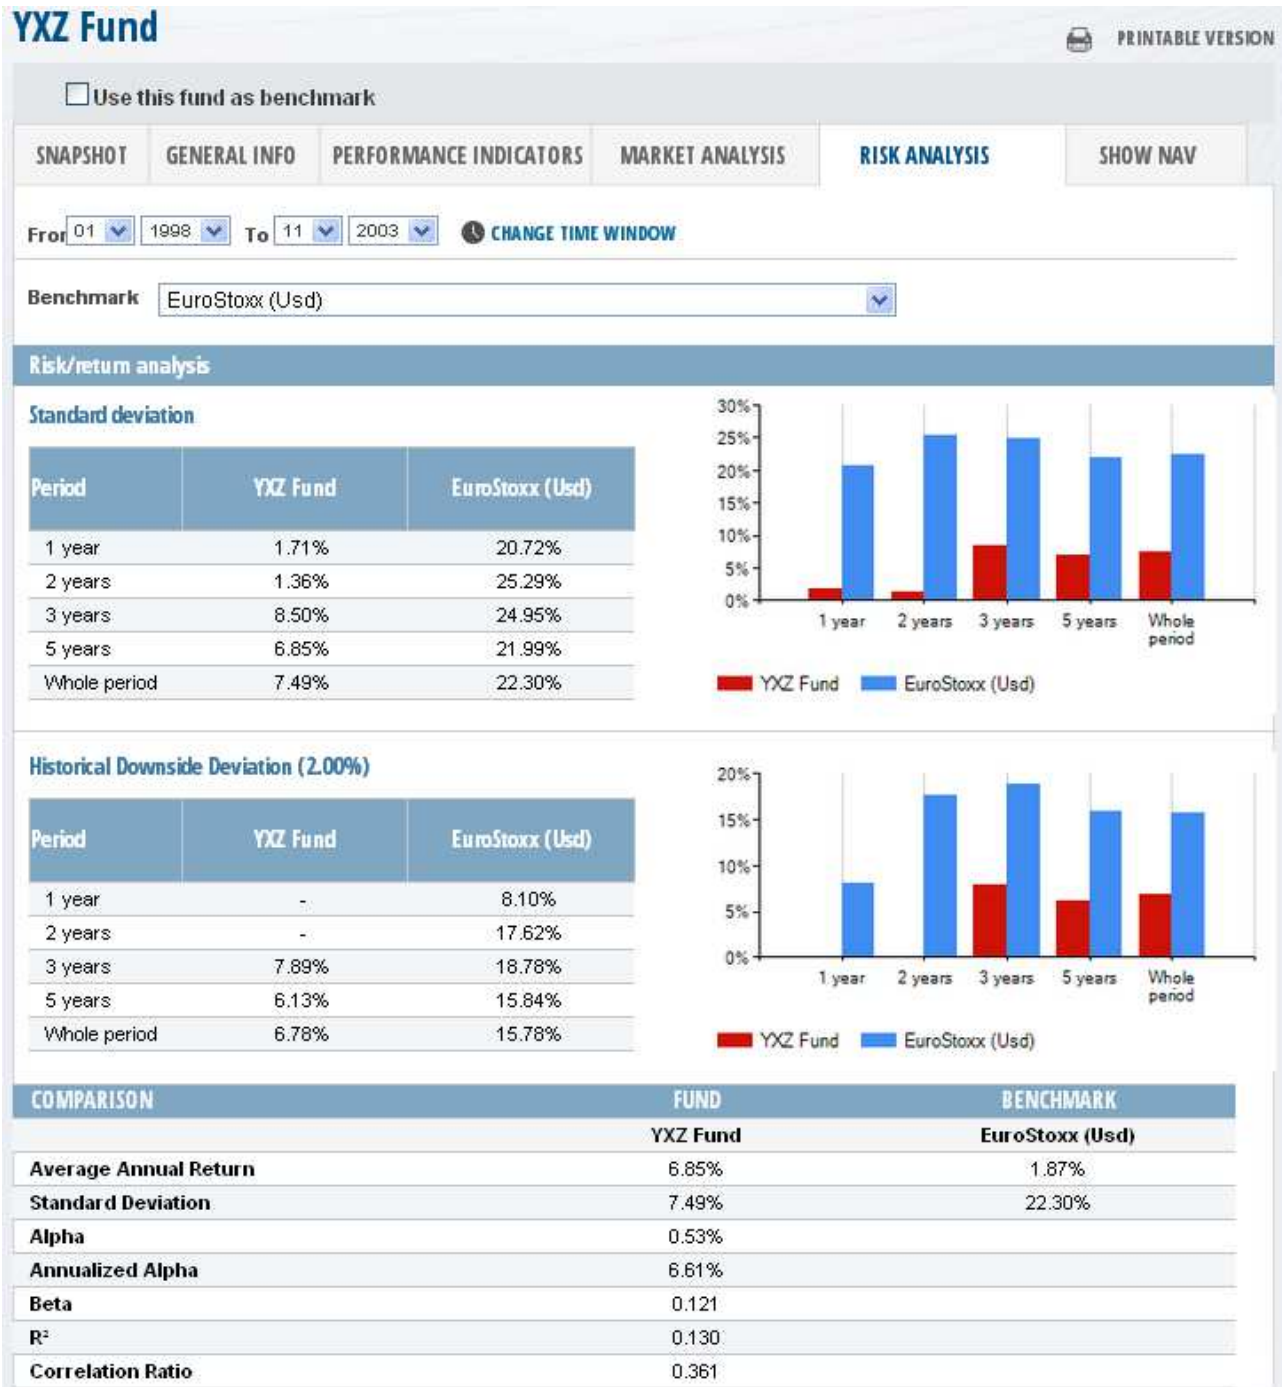 YXZ Fund
PRINTABLE VERSION
Use this fund as benchmark
SNAPSHOT GENERAL INFO PERFORMANCE INDICATORS MARKET ANALYSIS RISK ANALYSIS SHOW NAV
Fror 01 1998 To 11 2003 CHANGE TIME WINDOW
Benchmark EuroStoxx (Usd)
Risk/return analysis
Standard deviation
Period YXZ Fund EuroStoxx (Usd)
1 year 1.71% 20.72%
2 years 1.36% 25.29%
3 years 8.50% 24.95%
5 years 6.85% 21.99%
Whole period 7.49% 22.30%
30%
25%
20%
15%
10%
5%
0%
1 year 2 years 3 years 5 years Whole
period
YXZ Fund EuroStoxx (Usd)
Historical Downside Deviation (2.00%)
Period YXZ Fund EuroStoxx (Usd)
1 year - 8.10%
2 years - 17.62%
3 years 7.89% 18.78%
5 years 6.13% 15.84%
Whole period 6.78% 15.78%
20%
15%
10%
5%
0%
1 year 2 years 3 years 5 years Whole
period
YXZ Fund EuroStoxx (Usd)
COMPARISON FUND BENCHMARK
YXZ Fund EuroStoxx (Usd)
Average Annual Return 6.85% 1.87%
Standard Deviation 7.49% 22.30%
Alpha 0.53%
Annualized Alpha 6.61%
Beta 0.121
R² 0.130
Correlation Ratio 0.361